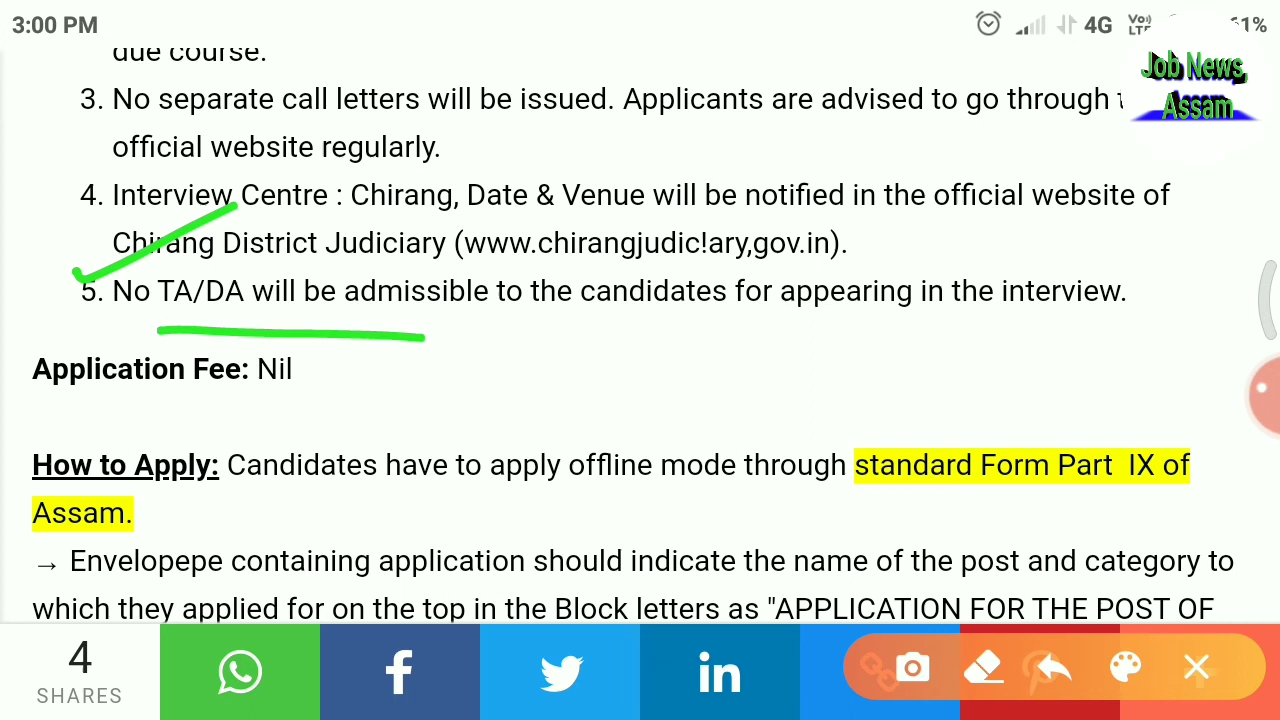 3:00 PM
4G
Vo)
LTE
61%
Job News,
Assam
due course.
3. No separate call letters will be issued. Applicants are advised to go through
official website regularly.
4. Interview Centre : Chirang, Date & Venue will be notified in the official website of
Chirang District Judiciary (www.chirangjudic!ary,gov.in).
5. No TA/DA will be admissible to the candidates for appearing in the interview.
Application Fee: Nil
How to Apply: Candidates have to apply offline mode through standard Form Part IX of
Assam.
→ Envelopepe containing application should indicate the name of the post and category to
which they applied for on the top in the Block letters as "APPLICATION FOR THE POST OF
4
SHARES
f
in